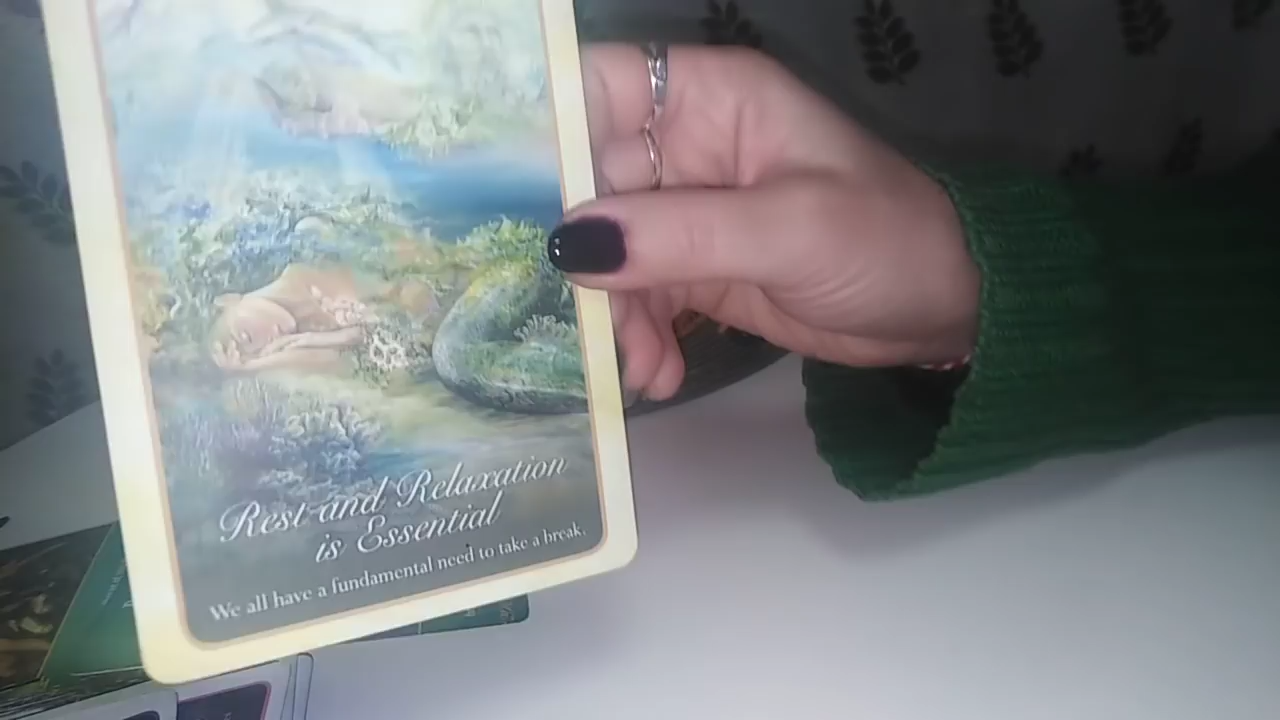 Rest and Relaxation
is Essential
We all have a fundamental need to take a break.